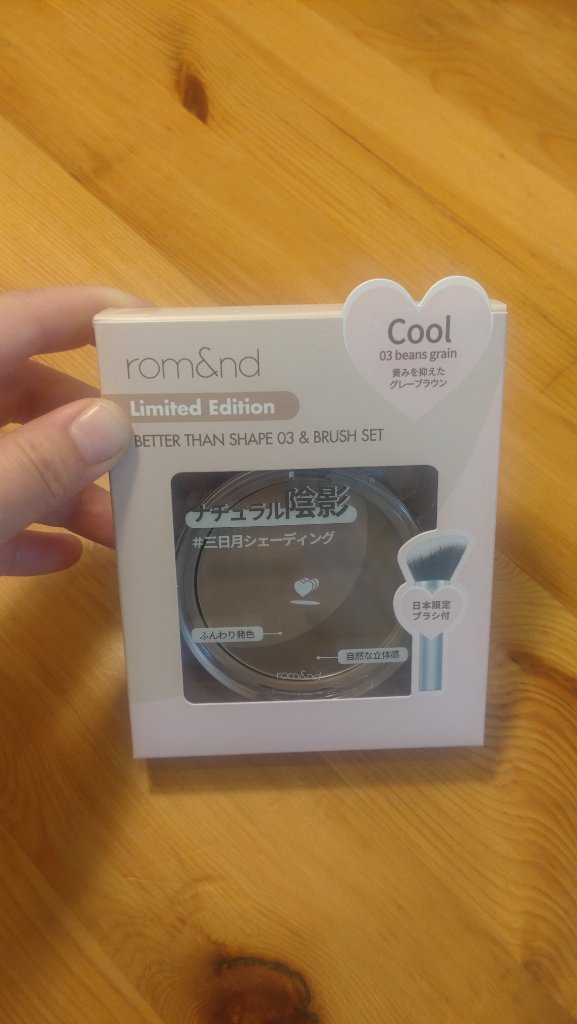 rom&nd
Limited Edition
BETTER THAN SHAPE 03 & BRUSH SET
Cool
03 beans grain
黄みを抑えた
グレーブラウン
ナチュラル陰影
#三日月シェーディング
ふんわり発色
自然な立体感
rom&nd
日本限定
ブラシ付